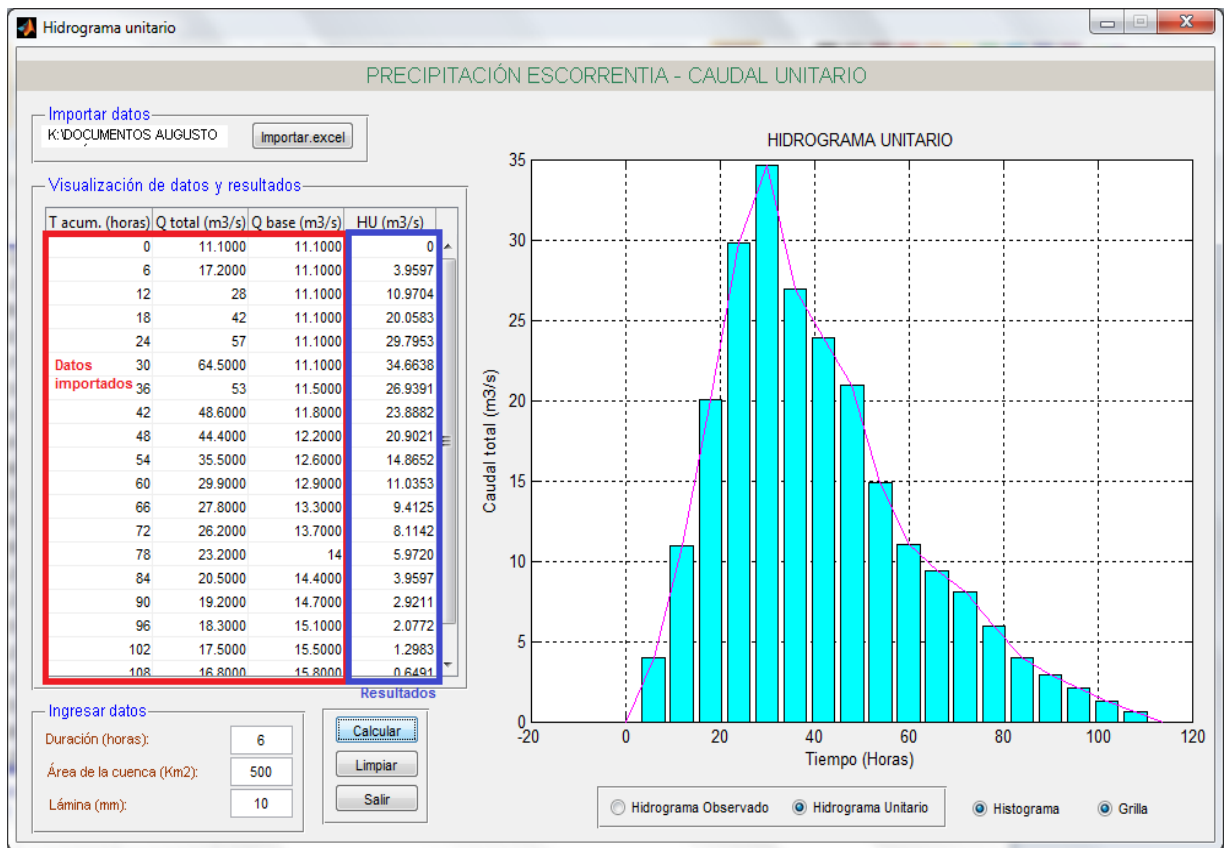 Hidrograma unitario
PRECIPITACIÓN ESCORRENTIA - CAUDAL UNITARIO
Importar datos
K:\DOCUMENTOS AUGUSTO
Importar.excel
Visualización de datos y resultados
T acum. (horas) Q total (m3/s) Q base (m3/s) HU (m3/s)
0 11.1000 11.1000 0
6 17.2000 11.1000 3.9597
12 28 11.1000 10.9704
18 42 11.1000 20.0583
24 57 11.1000 29.7953
30 64.5000 11.1000 34.6638
36 53 11.5000 26.9391
42 48.6000 11.8000 23.8882
48 44.4000 12.2000 20.9021
54 35.5000 12.6000 14.8652
60 29.9000 12.9000 11.0353
66 27.8000 13.3000 9.4125
72 26.2000 13.7000 8.1142
78 23.2000 14 5.9720
84 20.5000 14.4000 3.9597
90 19.2000 14.7000 2.9211
96 18.3000 15.1000 2.0772
102 17.5000 15.5000 1.2983
108 16.8000 15.8000 0.6491
Datos
importados
Resultados
Ingresar datos
Duración (horas): 6
Área de la cuenca (Km2): 500
Lámina (mm): 10
Calcular
Limpiar
Salir
HIDROGRAMA UNITARIO
Caudal total (m3/s)
35
30
25
20
15
10
5
0
-20 0 20 40 60 80 100 120
Tiempo (Horas)
Hidrograma Observado Hidrograma Unitario Histograma Grilla